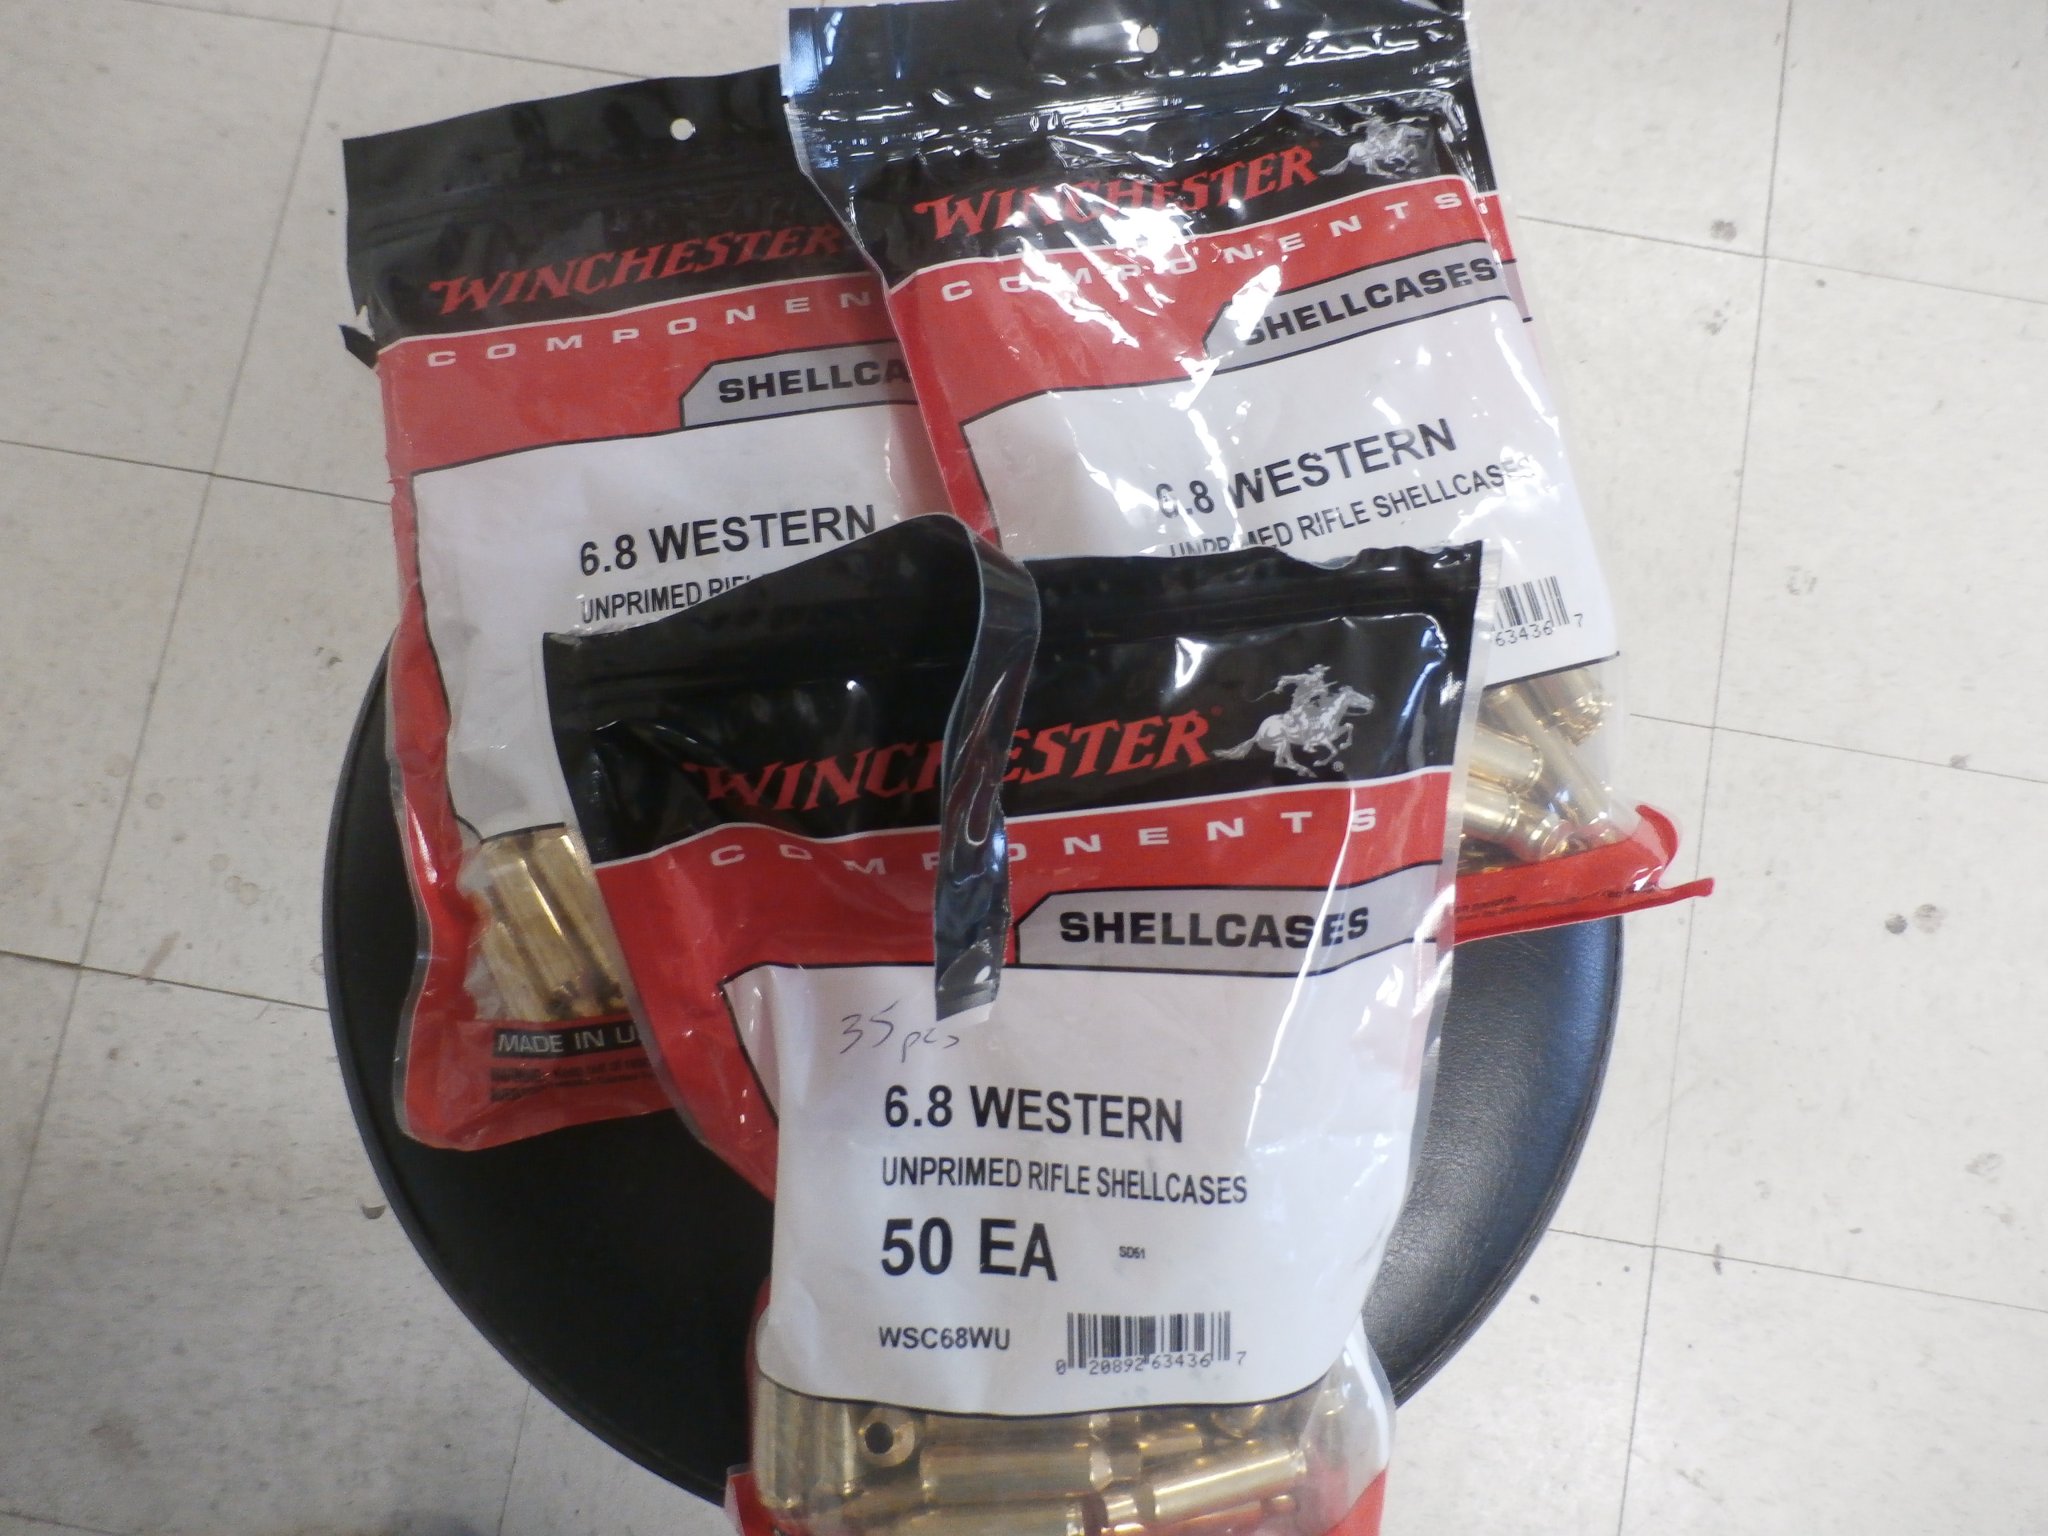 WINCHESTER
COMPONEN
SHELLCA
6.8 WESTERN
UNPRIMED
MADE IN U
WINCHESTER
COMPONENTS
SHELLCASES
6.8 WESTERN
UNPRIMED RIFLE SHELLCASES
63436 7
WINCHESTER
COMPONENTS
SHELLCASES
35 pcs
6.8 WESTERN
UNPRIMED RIFLE SHELLCASES
50 EA SD51
WSC68WU
0 20892 63436 7